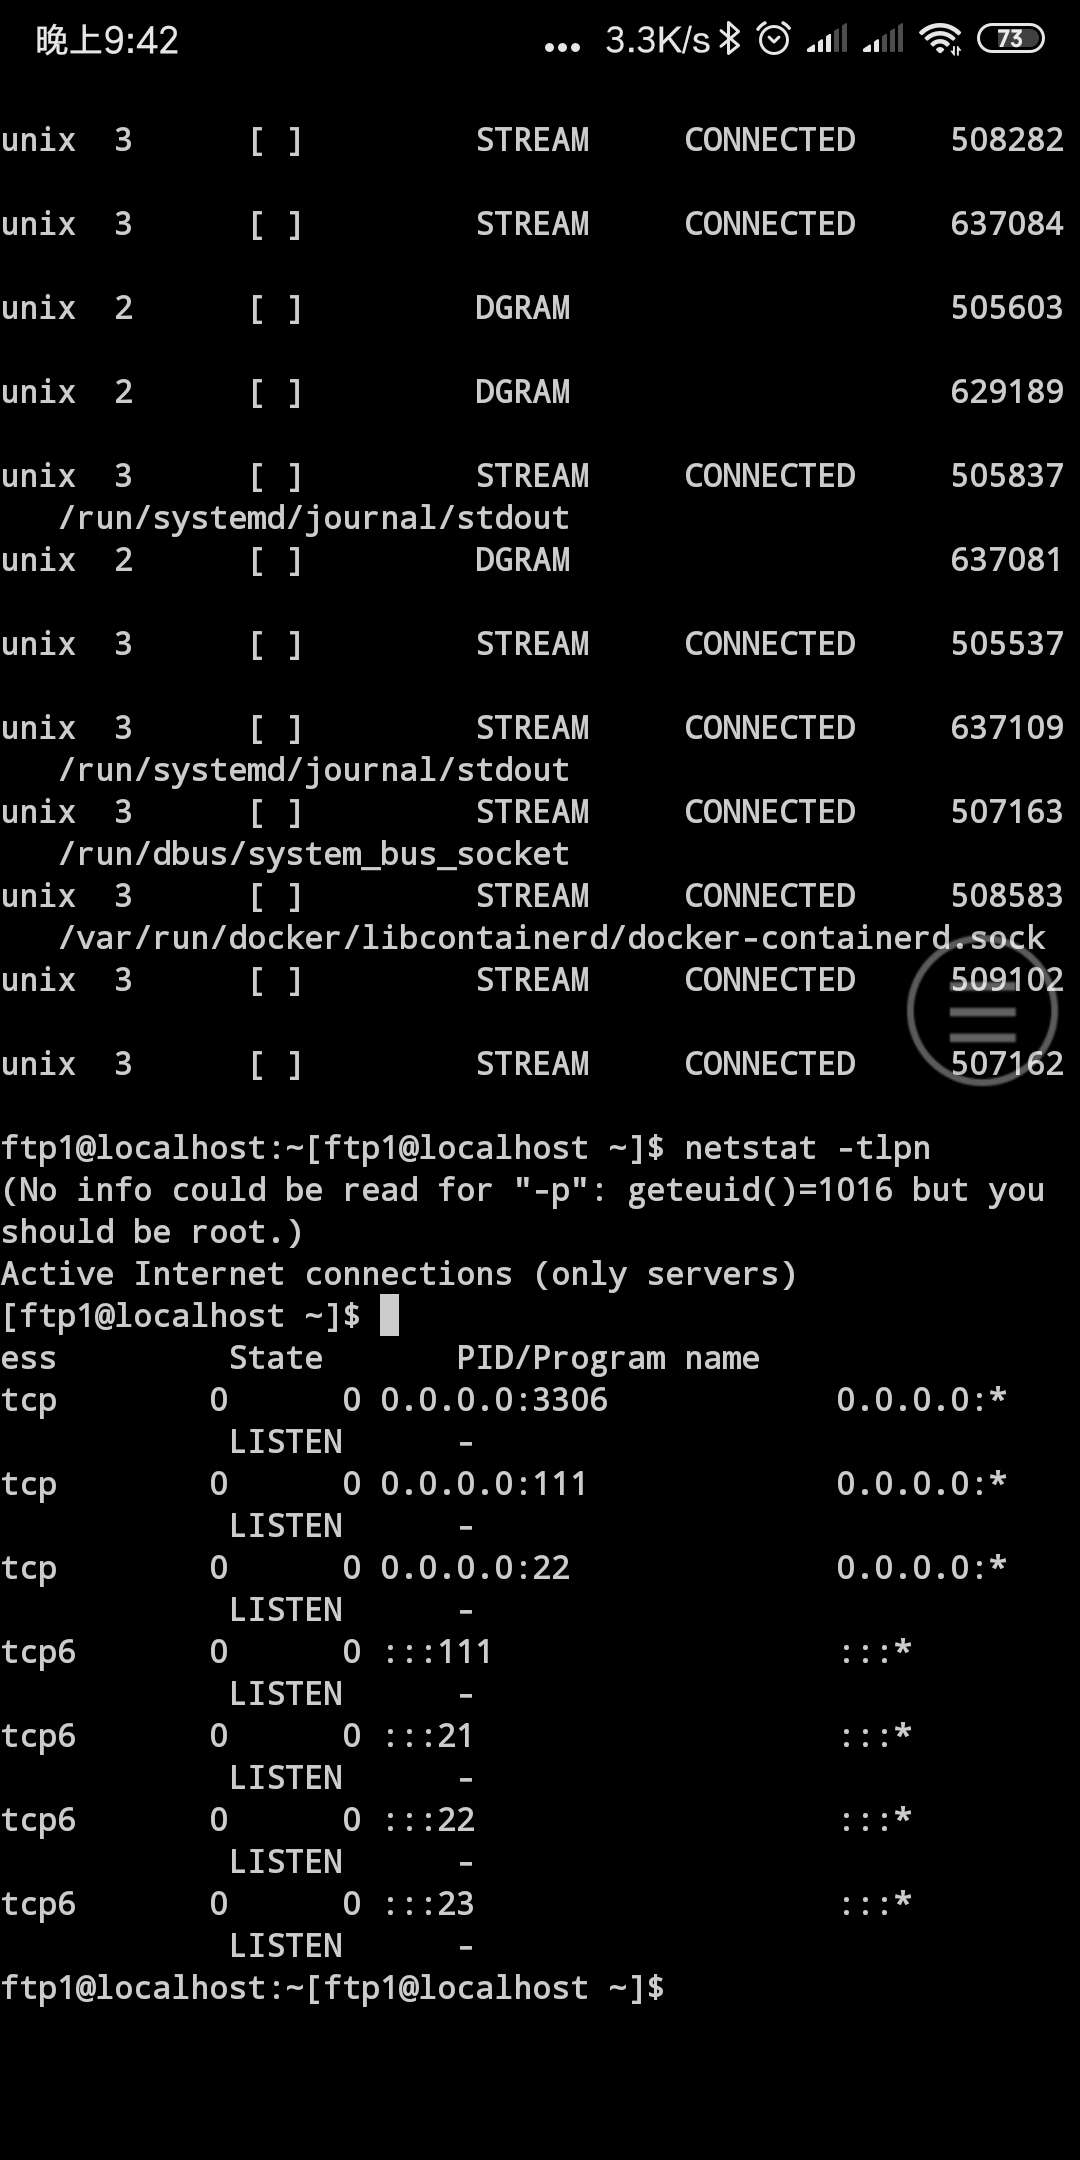 晚上9:42 ... 3.3K/s 73
unix 3 [ ] STREAM CONNECTED 508282
unix 3 [ ] STREAM CONNECTED 637084
unix 2 [ ] DGRAM 505603
unix 2 [ ] DGRAM 629189
unix 3 [ ] STREAM CONNECTED 505837
/run/systemd/journal/stdout
unix 2 [ ] DGRAM 637081
unix 3 [ ] STREAM CONNECTED 505537
unix 3 [ ] STREAM CONNECTED 637109
/run/systemd/journal/stdout
unix 3 [ ] STREAM CONNECTED 507163
/run/dbus/system_bus_socket
unix 3 [ ] STREAM CONNECTED 508583
/var/run/docker/libcontainerd/docker-containerd.sock
unix 3 [ ] STREAM CONNECTED 509102
unix 3 [ ] STREAM CONNECTED 507162
ftp1@localhost:~[ftp1@localhost ~]$ netstat -tlpn
(No info could be read for "-p": geteuid()=1016 but you
should be root.)
Active Internet connections (only servers)
[ftp1@localhost ~]$
ess State PID/Program name
tcp 0 0 0.0.0.0:3306 0.0.0.0:*
LISTEN -
tcp 0 0 0.0.0.0:111 0.0.0.0:*
LISTEN -
tcp 0 0 0.0.0.0:22 0.0.0.0:*
LISTEN -
tcp6 0 0 :::111 :::*
LISTEN -
tcp6 0 0 :::21 :::*
LISTEN -
tcp6 0 0 :::22 :::*
LISTEN -
tcp6 0 0 :::23 :::*
LISTEN -
ftp1@localhost:~[ftp1@localhost ~]$